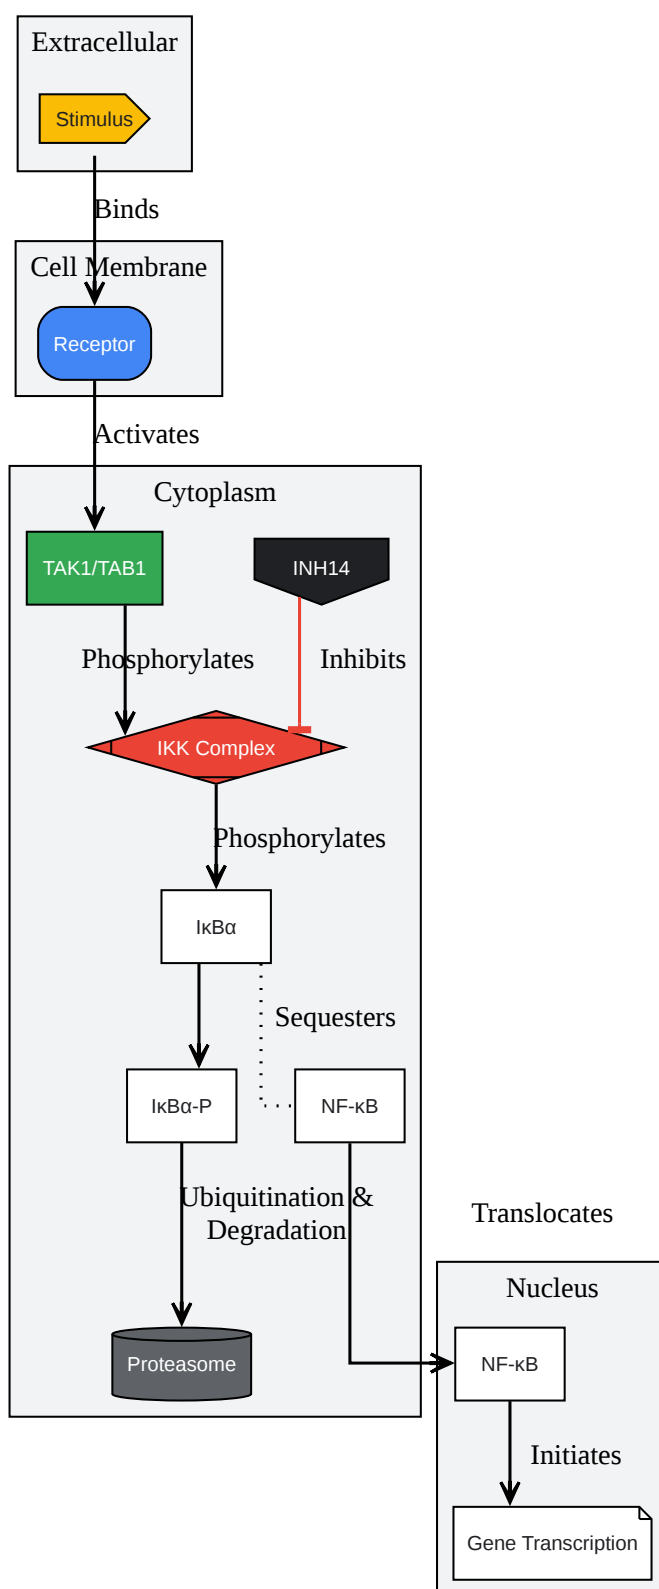 Extracellular
Stimulus
Binds
Cell Membrane
Receptor
Activates
Cytoplasm
TAK1/TAB1
INH14
Phosphorylates
Inhibits
IKK Complex
Phosphorylates
IκBα
Sequesters
IκBα-P
NF-κB
Ubiquitination &
Degradation
Translocates
Nucleus
Proteasome
NF-κB
Initiates
Gene Transcription